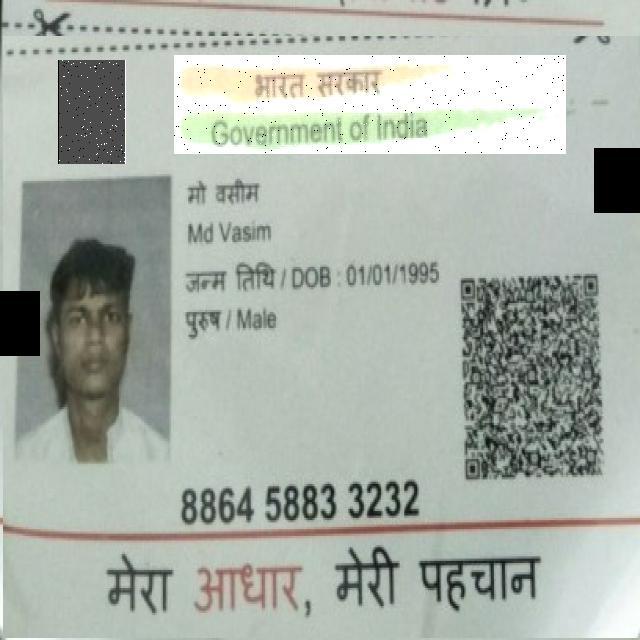 भारत सरकार
Government of India
मो वसीम
Md Vasim
जन्म तिथि / DOB : 01/01/1995
पुरुष / Male
8864 5883 3232
मेरा आधार, मेरी पहचान